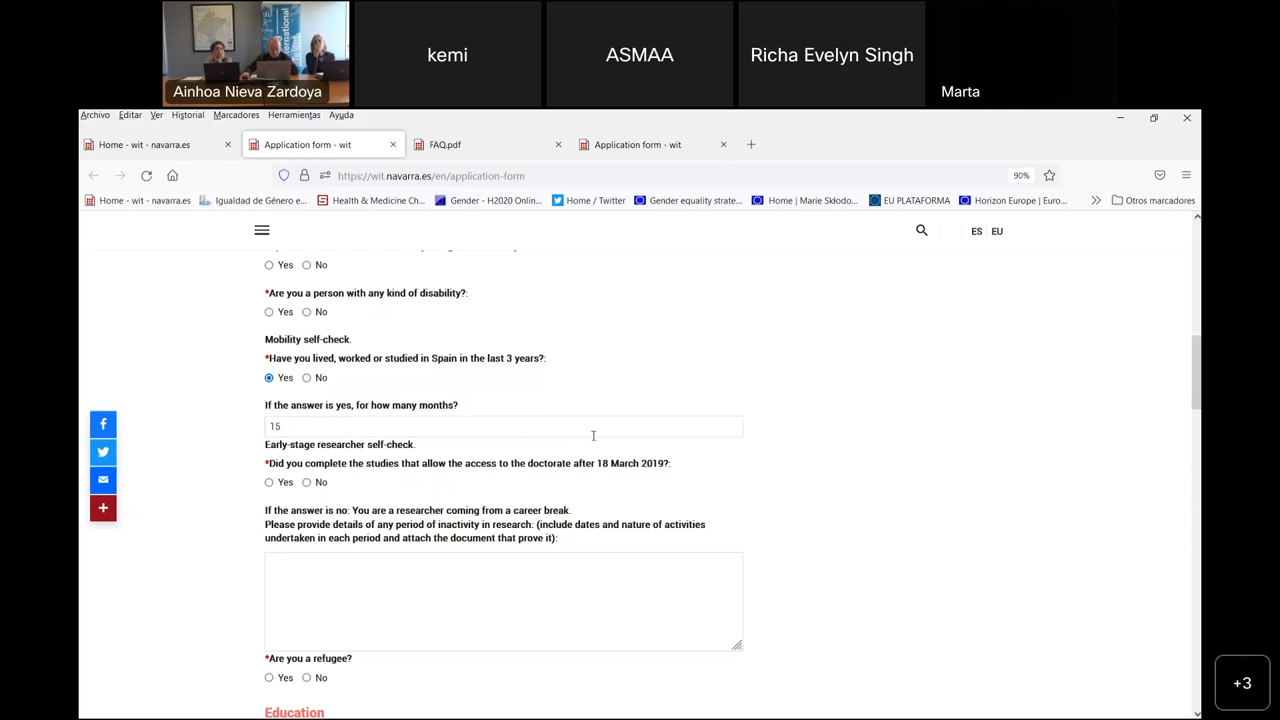 International
Ainhoa Nieva Zardoya
kemi
ASMAA
Richa Evelyn Singh
Marta
Archivo Editar Ver Historial Marcadores Herramientas Ayuda
Home - wit - navarra.es
Application form - wit
FAQ.pdf
Application form - wit
https://wit.navarra.es/en/application-form
90%
Home - wit - navarra.es
Igualdad de Género e...
Health & Medicine Ch...
Gender - H2020 Onlin...
Home / Twitter
Gender equality strate...
Home | Marie Skłodo...
EU PLATAFORMA
Horizon Europe | Euro...
Otros marcadores
ES EU
Yes No
*Are you a person with any kind of disability?:
Yes No
Mobility self-check.
*Have you lived, worked or studied in Spain in the last 3 years?:
Yes No
If the answer is yes, for how many months?
15
Early-stage researcher self-check.
*Did you complete the studies that allow the access to the doctorate after 18 March 2019?:
Yes No
If the answer is no: You are a researcher coming from a career break.
Please provide details of any period of inactivity in research: (include dates and nature of activities
undertaken in each period and attach the document that prove it):
*Are you a refugee?
Yes No
Education
+3